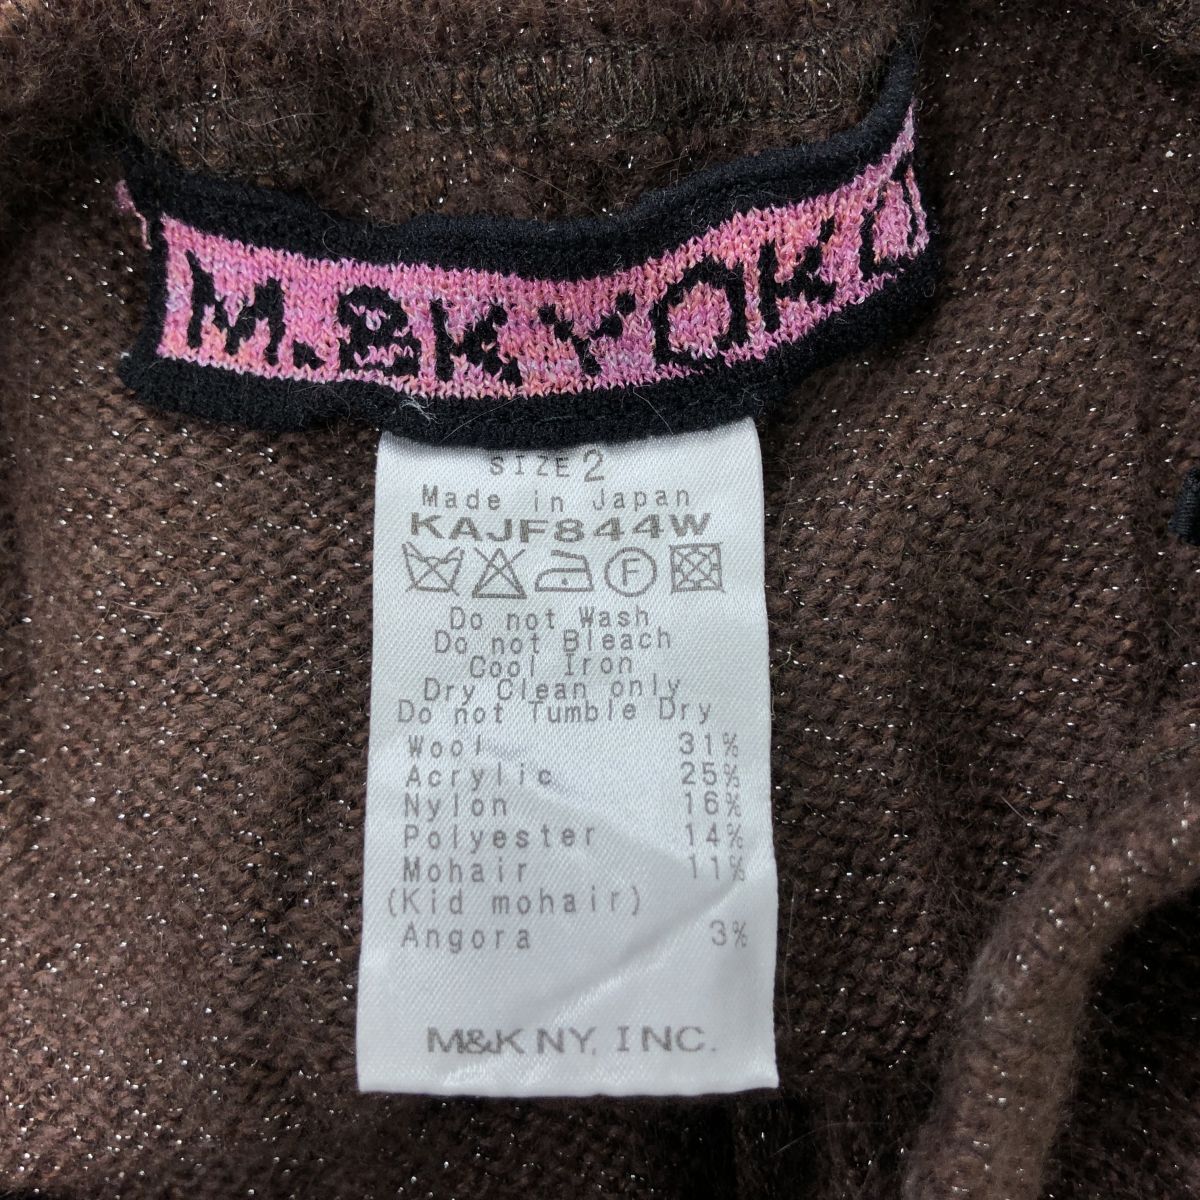 M.&KYOKO
SIZE 2
Made in Japan
KAJF844W
F
Do not Wash
Do not Bleach
Cool Iron
Dry Clean only
Do not Tumble Dry
Wool 31%
Acrylic 25%
Nylon 16%
Polyester 14%
Mohair 11%
(Kid mohair)
Angora 3%
M&K NY, INC.